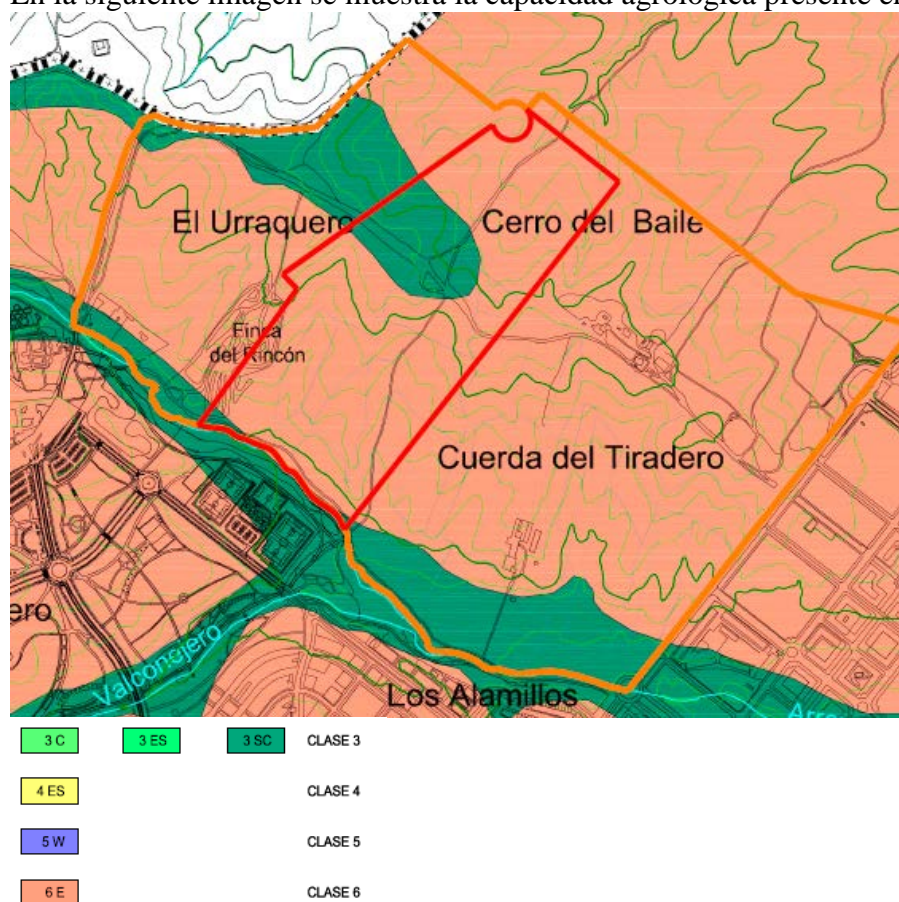 El Urraquero
Cerro del Baile
Finca
del Rincón
Cuerda del Tiradero
ero
Valconejero
Los Alamillos
Arro
3 C
3 ES
3 SC
CLASE 3
4 ES
CLASE 4
5 W
CLASE 5
6 E
CLASE 6